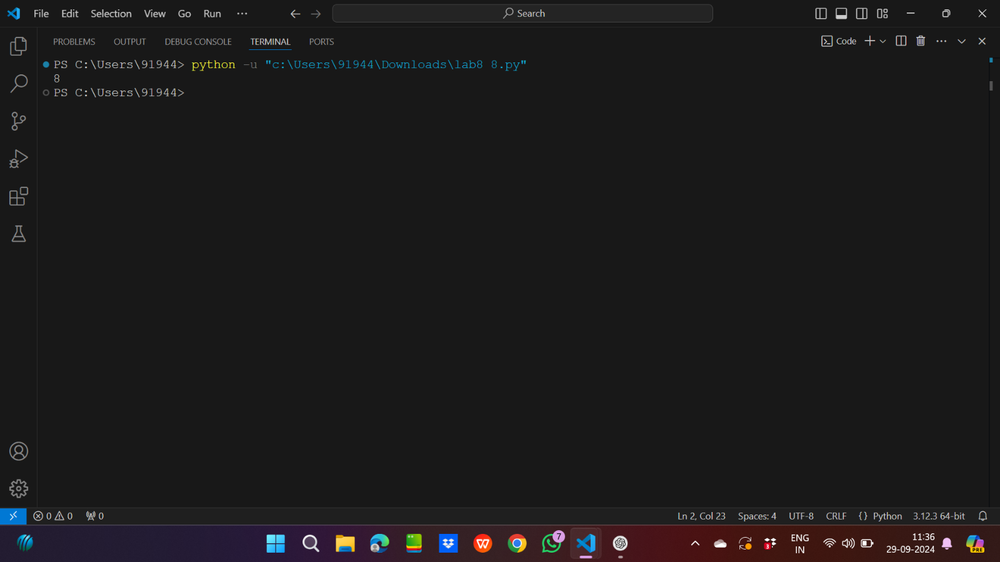 File Edit Selection View Go Run ··· Search
PROBLEMS OUTPUT DEBUG CONSOLE TERMINAL PORTS Code
PS C:\Users\91944> python -u "c:\Users\91944\Downloads\lab8 8.py"
8
PS C:\Users\91944>
0 0 0 Ln 2, Col 23 Spaces: 4 UTF-8 CRLF {} Python 3.12.3 64-bit
7 3 ENG 11:36
IN 29-09-2024
W PRE